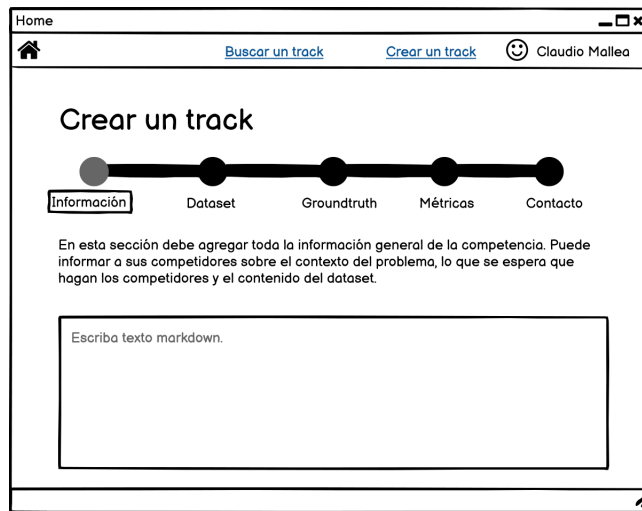 Home
Buscar un track Crear un track Claudio Mallea
Crear un track
Información Dataset Groundtruth Métricas Contacto
En esta sección debe agregar toda la información general de la competencia. Puede
informar a sus competidores sobre el contexto del problema, lo que se espera que
hagan los competidores y el contenido del dataset.
Escriba texto markdown.